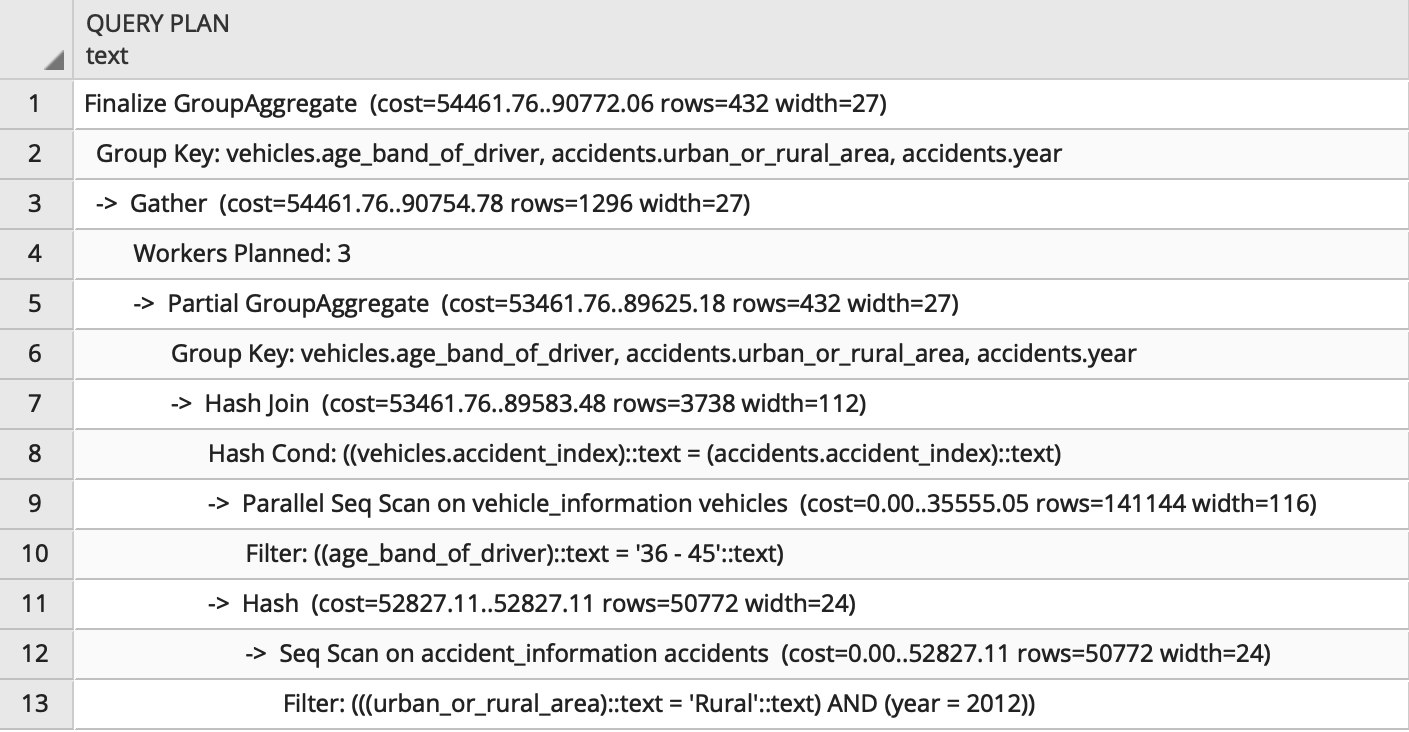 QUERY PLAN
text
1 Finalize GroupAggregate (cost=54461.76..90772.06 rows=432 width=27)
2 Group Key: vehicles.age_band_of_driver, accidents.urban_or_rural_area, accidents.year
3 -> Gather (cost=54461.76..90754.78 rows=1296 width=27)
4 Workers Planned: 3
5 -> Partial GroupAggregate (cost=53461.76..89625.18 rows=432 width=27)
6 Group Key: vehicles.age_band_of_driver, accidents.urban_or_rural_area, accidents.year
7 -> Hash Join (cost=53461.76..89583.48 rows=3738 width=112)
8 Hash Cond: ((vehicles.accident_index)::text = (accidents.accident_index)::text)
9 -> Parallel Seq Scan on vehicle_information vehicles (cost=0.00..35555.05 rows=141144 width=116)
10 Filter: ((age_band_of_driver)::text = '36 - 45'::text)
11 -> Hash (cost=52827.11..52827.11 rows=50772 width=24)
12 -> Seq Scan on accident_information accidents (cost=0.00..52827.11 rows=50772 width=24)
13 Filter: (((urban_or_rural_area)::text = 'Rural'::text) AND (year = 2012))